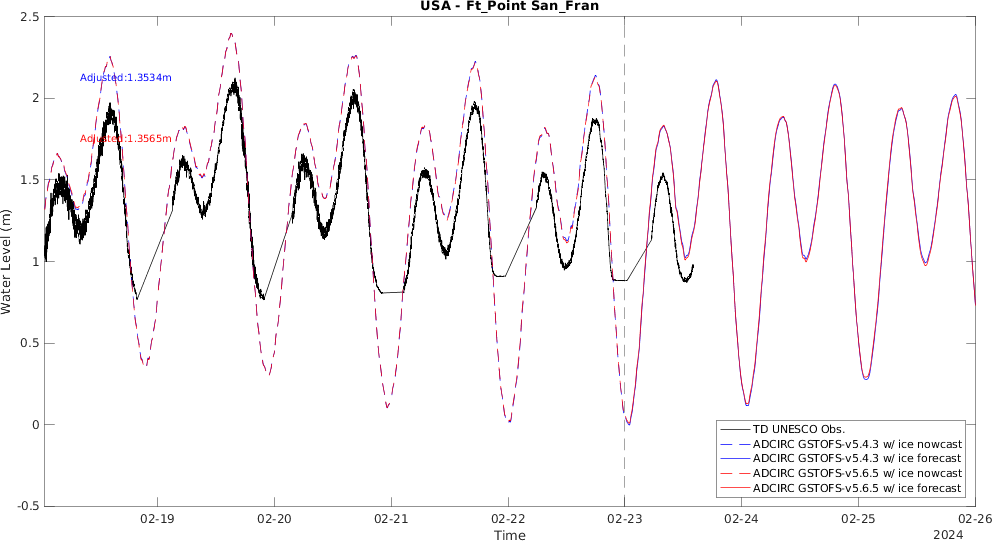 USA - Ft_Point San_Fran
2.5
2
1.5
1
0.5
0
-0.5
Water Level (m)
Adjusted:1.3534m
Adjusted:1.3565m
TD UNESCO Obs.
ADCIRC GSTOFS-v5.4.3 w/ ice nowcast
ADCIRC GSTOFS-v5.4.3 w/ ice forecast
ADCIRC GSTOFS-v5.6.5 w/ ice nowcast
ADCIRC GSTOFS-v5.6.5 w/ ice forecast
02-19 02-20 02-21 02-22 02-23 02-24 02-25 02-26
Time
2024